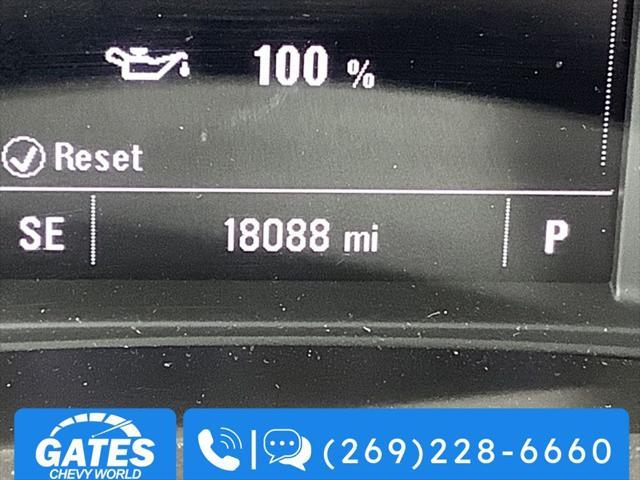 100 %
Reset
SE 18088 mi P
GATES (269)228-6660
CHEVY WORLD